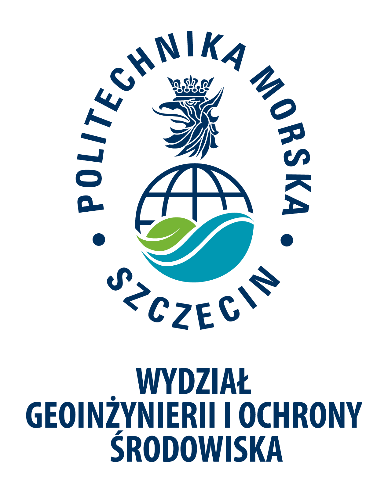 POLITECHNIKA MORSKA
SZCZECIN
WYDZIAŁ
GEOINŻYNIERII I OCHRONY
ŚRODOWISKA